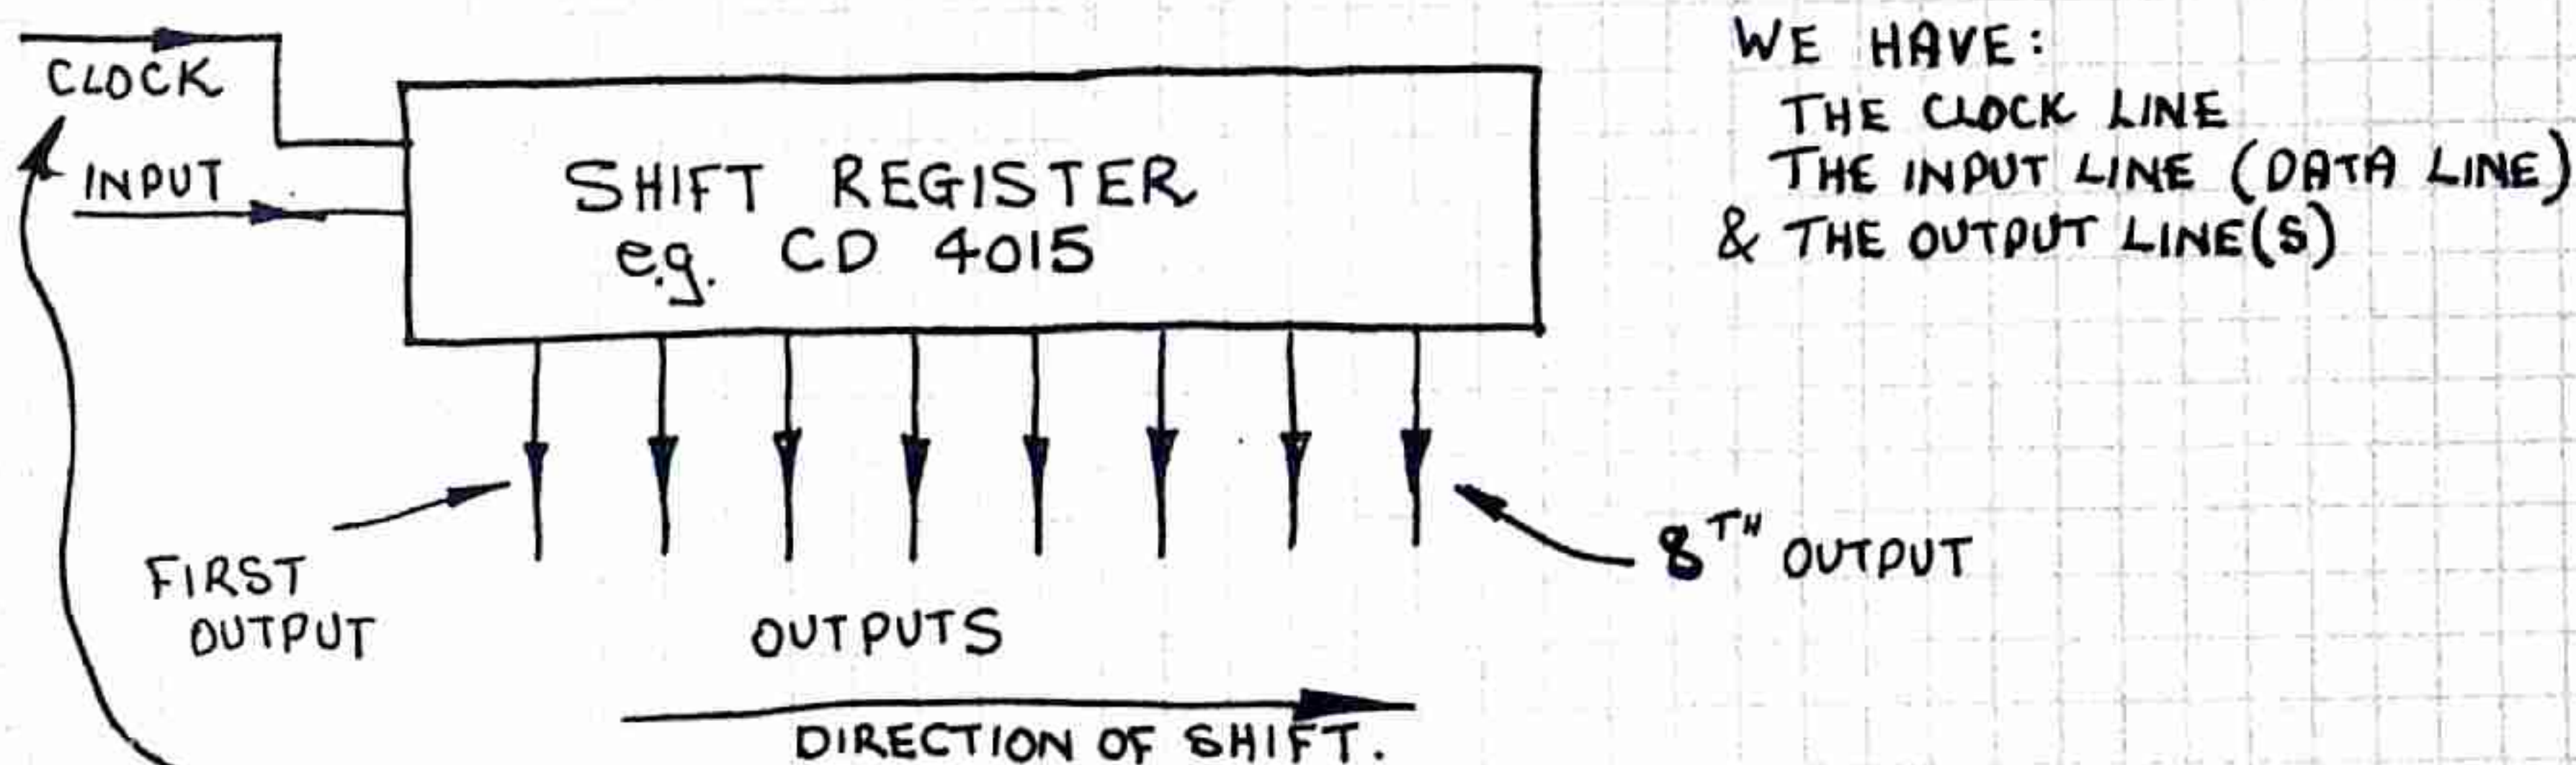 CLOCK
INPUT
SHIFT REGISTER
e.g. CD 4015
WE HAVE:
THE CLOCK LINE
THE INPUT LINE (DATA LINE)
& THE OUTPUT LINE(S)
FIRST
OUTPUT
OUTPUTS
8TH OUTPUT
DIRECTION OF SHIFT.